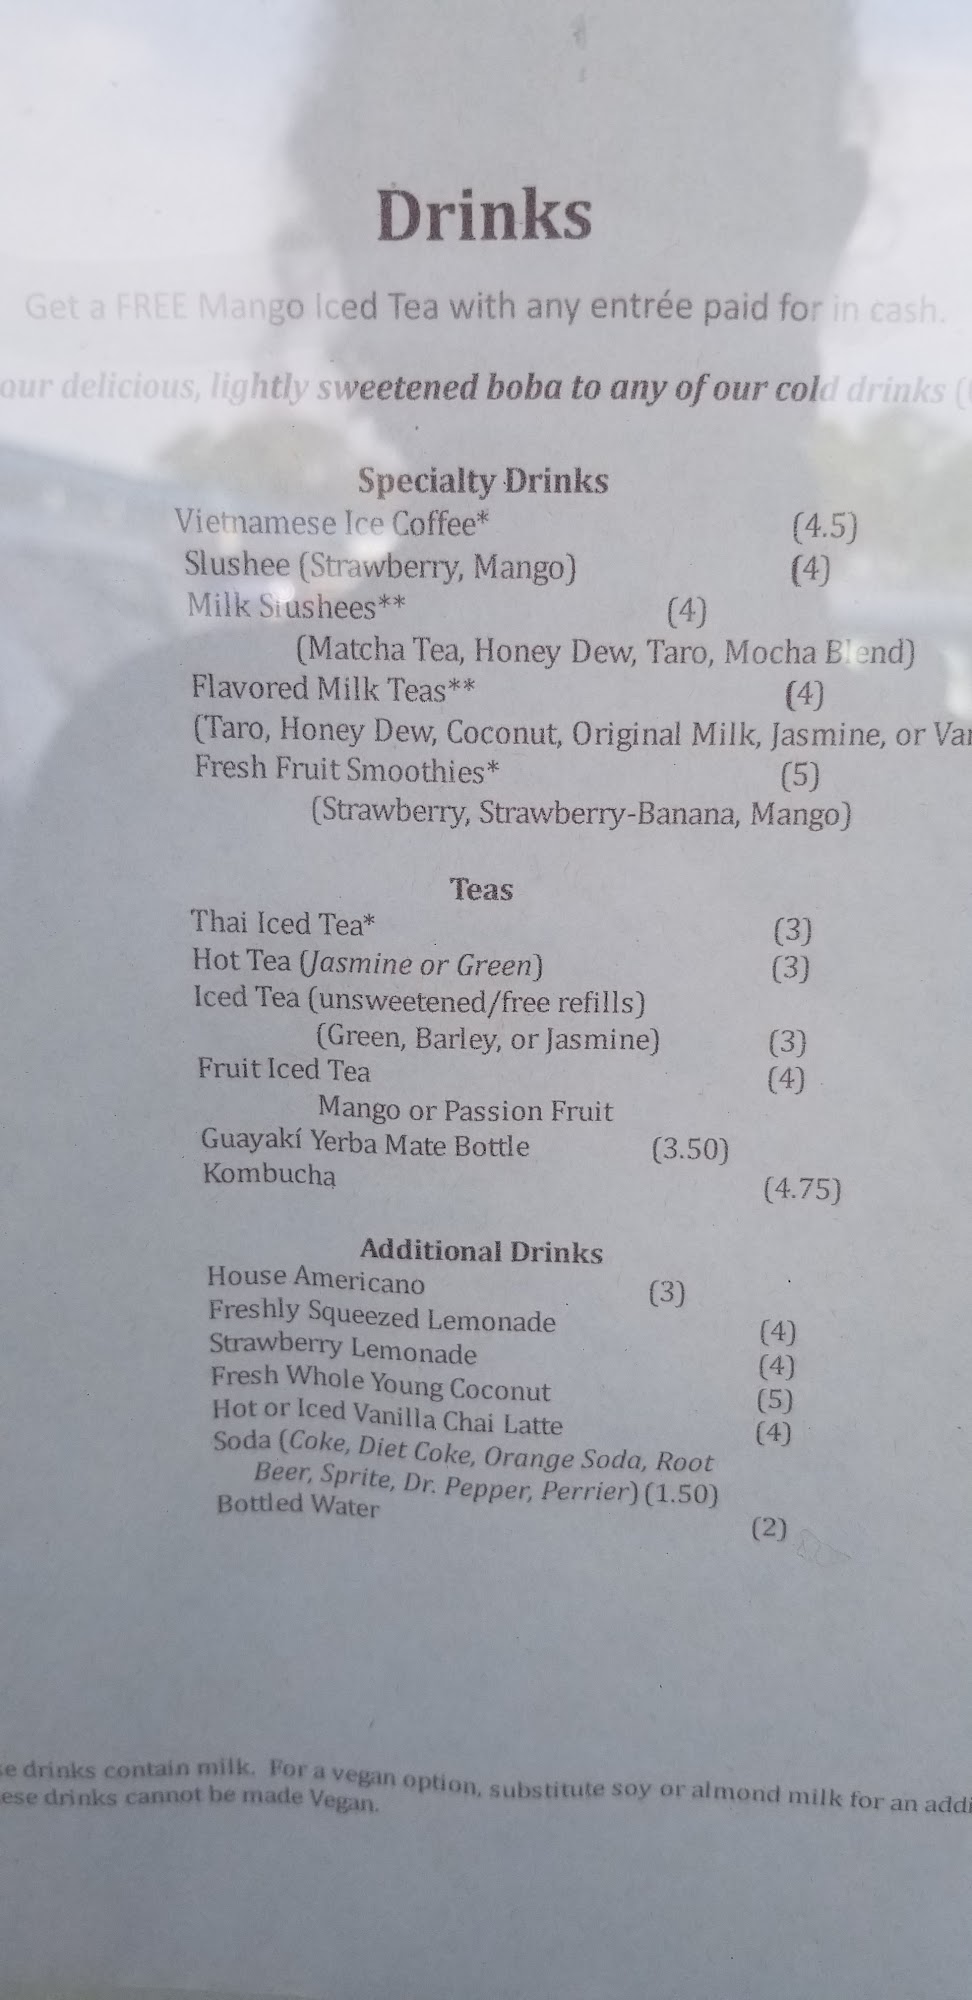 Drinks
Get a FREE Mango Iced Tea with any entrée paid for in cash.
our delicious, lightly sweetened boba to any of our cold drinks (
Specialty Drinks
Vietnamese Ice Coffee* (4.5)
Slushee (Strawberry, Mango) (4)
Milk Slushees** (4)
(Matcha Tea, Honey Dew, Taro, Mocha Blend)
Flavored Milk Teas** (4)
(Taro, Honey Dew, Coconut, Original Milk, Jasmine, or
Fresh Fruit Smoothies* (5)
(Strawberry, Strawberry-Banana, Mango)
Teas
Thai Iced Tea* (3)
Hot Tea (Jasmine or Green) (3)
Iced Tea (unsweetened/free refills)
(Green, Barley, or Jasmine) (3)
Fruit Iced Tea (4)
Mango or Passion Fruit
Guayakí Yerba Mate Bottle (3.50)
Kombucha (4.75)
Additional Drinks
House Americano (3)
Freshly Squeezed Lemonade (4)
Strawberry Lemonade (4)
Fresh Whole Young Coconut (5)
Hot or Iced Vanilla Chai Latte (4)
Soda (Coke, Diet Coke, Orange Soda, Root
Beer, Sprite, Dr. Pepper, Perrier) (1.50)
Bottled Water (2)
drinks contain milk. For a vegan option, substitute soy or almond milk for an
drinks cannot be made Vegan.